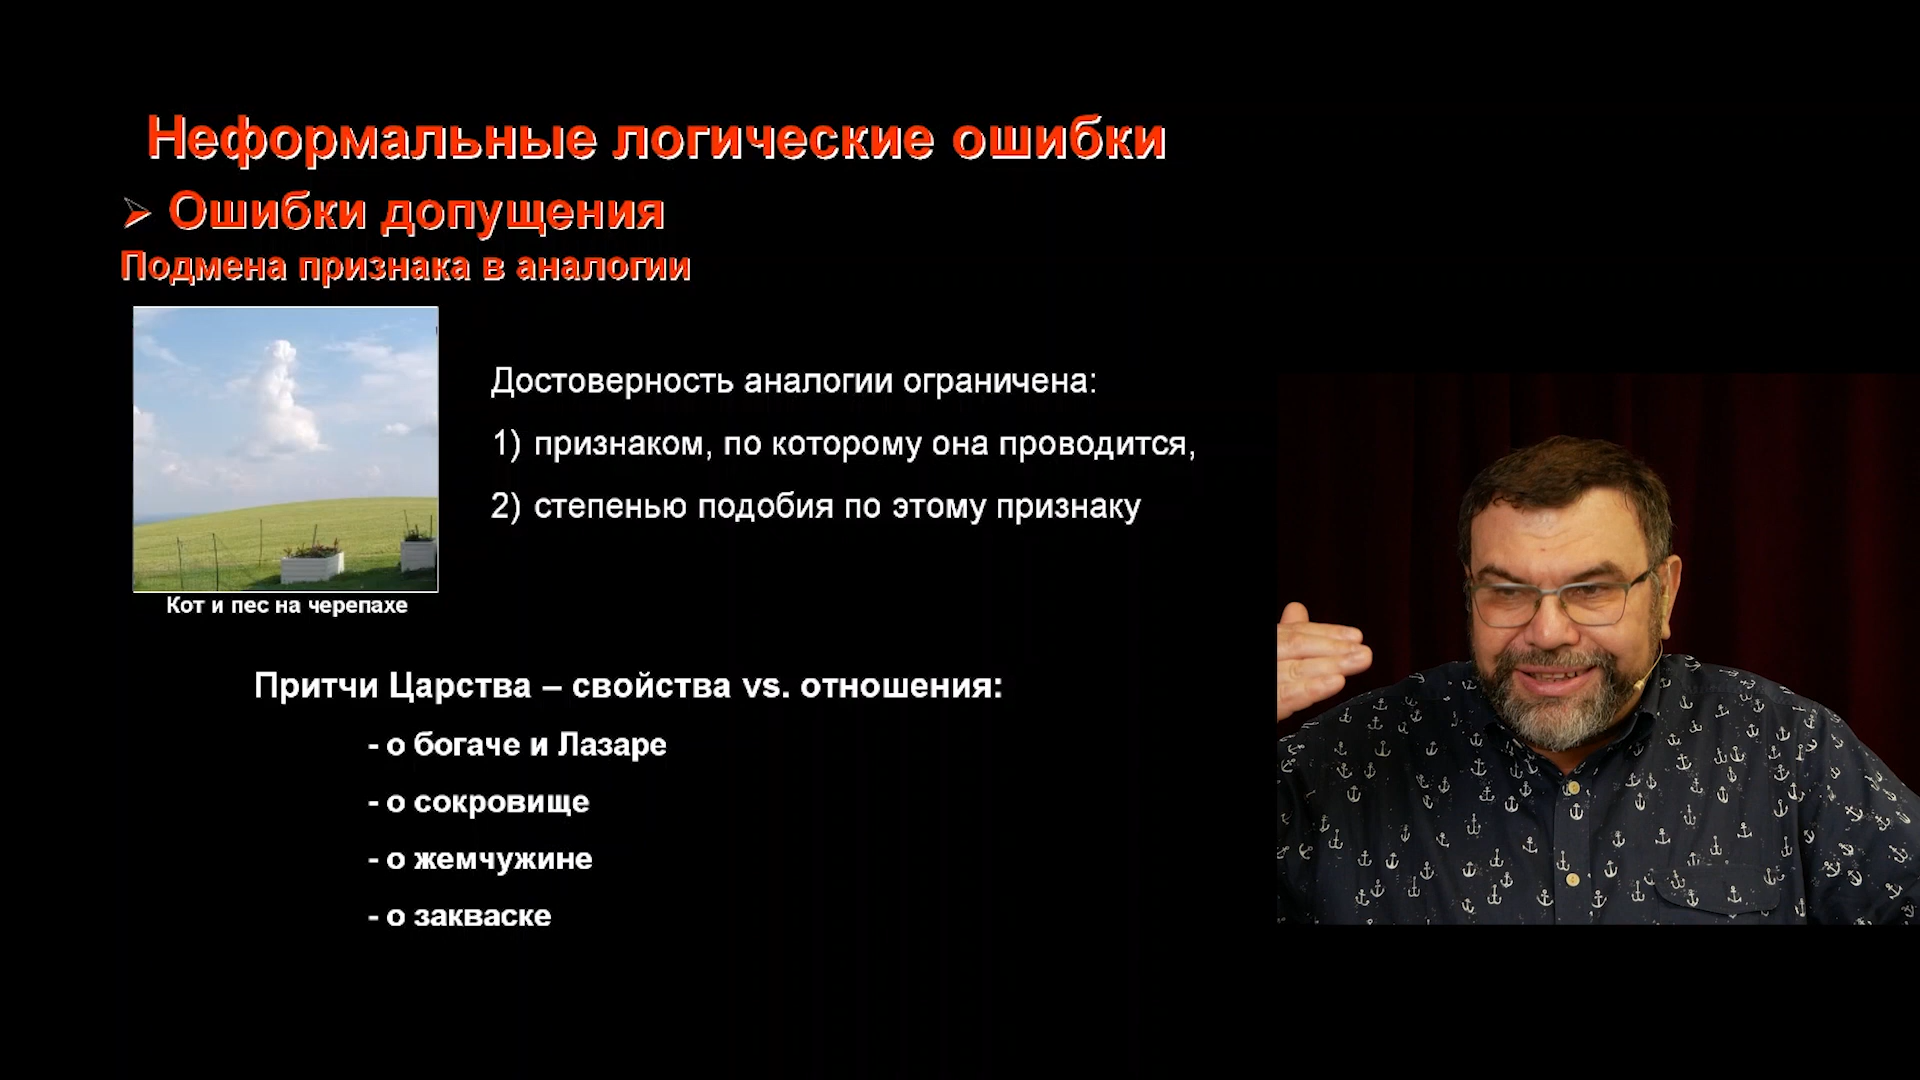 Неформальные логические ошибки
➢ Ошибки допущения
Подмена признака в аналогии
Достоверность аналогии ограничена:
1) признаком, по которому она проводится,
2) степенью подобия по этому признаку
Кот и пес на черепахе
Притчи Царства – свойства vs. отношения:
- о богаче и Лазаре
- о сокровище
- о жемчужине
- о закваске